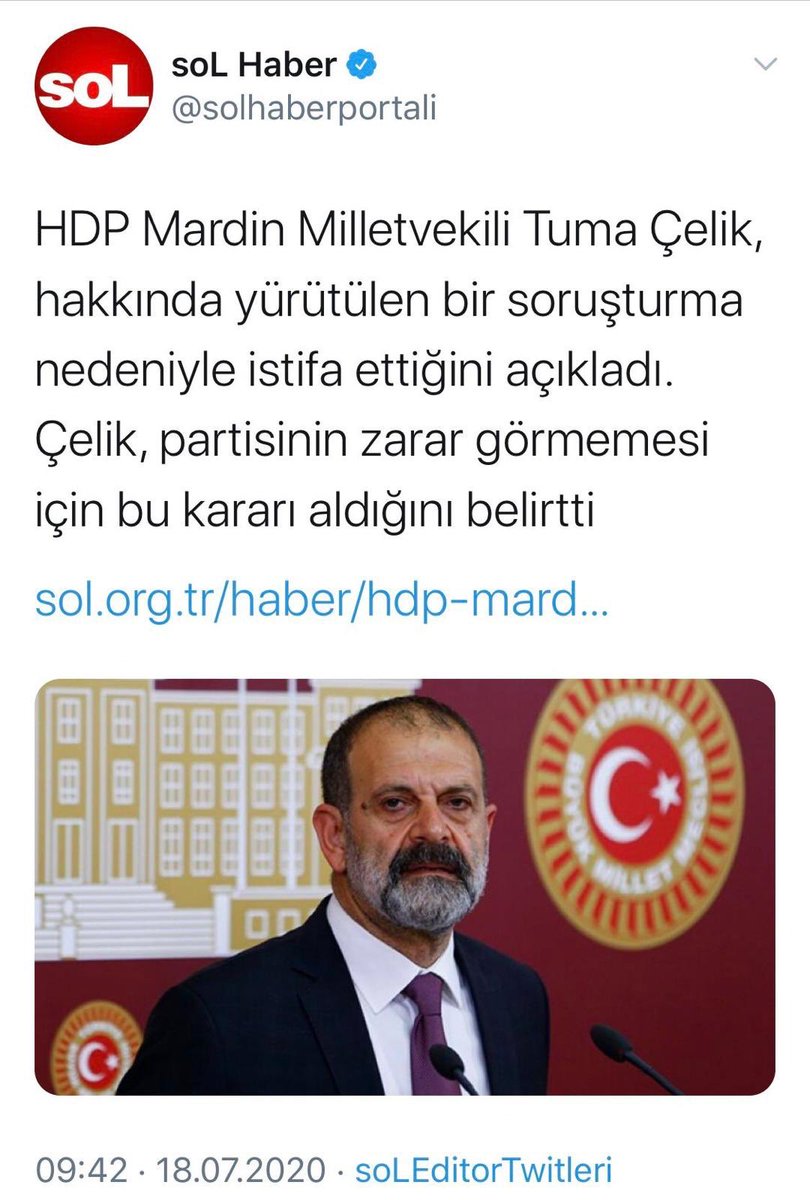 soL
soL Haber
@solhaberportali
HDP Mardin Milletvekili Tuma Çelik,
hakkında yürütülen bir soruşturma
nedeniyle istifa ettiğini açıkladı.
Çelik, partisinin zarar görmemesi
için bu kararı aldığını belirtti
sol.org.tr/haber/hdp-mard...
TÜRKİYE
BÜYÜK MİLLET MECLİSİ
09:42 · 18.07.2020 · soLEditorTwitleri